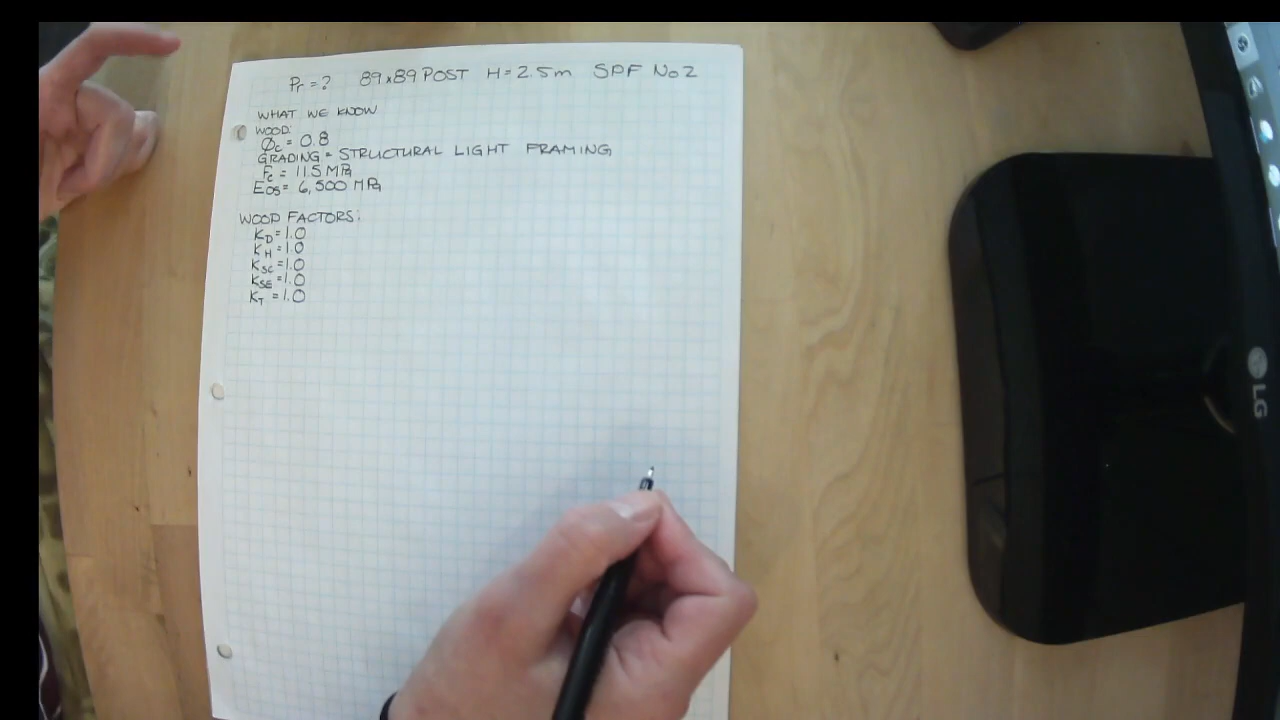 Pr = ? 89x89 POST H = 2.5m SPF No 2
WHAT WE KNOW
WOOD:
Øc = 0.8
GRADING = STRUCTURAL LIGHT FRAMING
Fc = 11.5 MPa
E05 = 6,500 MPa
WOOD FACTORS:
KD = 1.0
KH = 1.0
KSC = 1.0
KSE = 1.0
KT = 1.0
LG